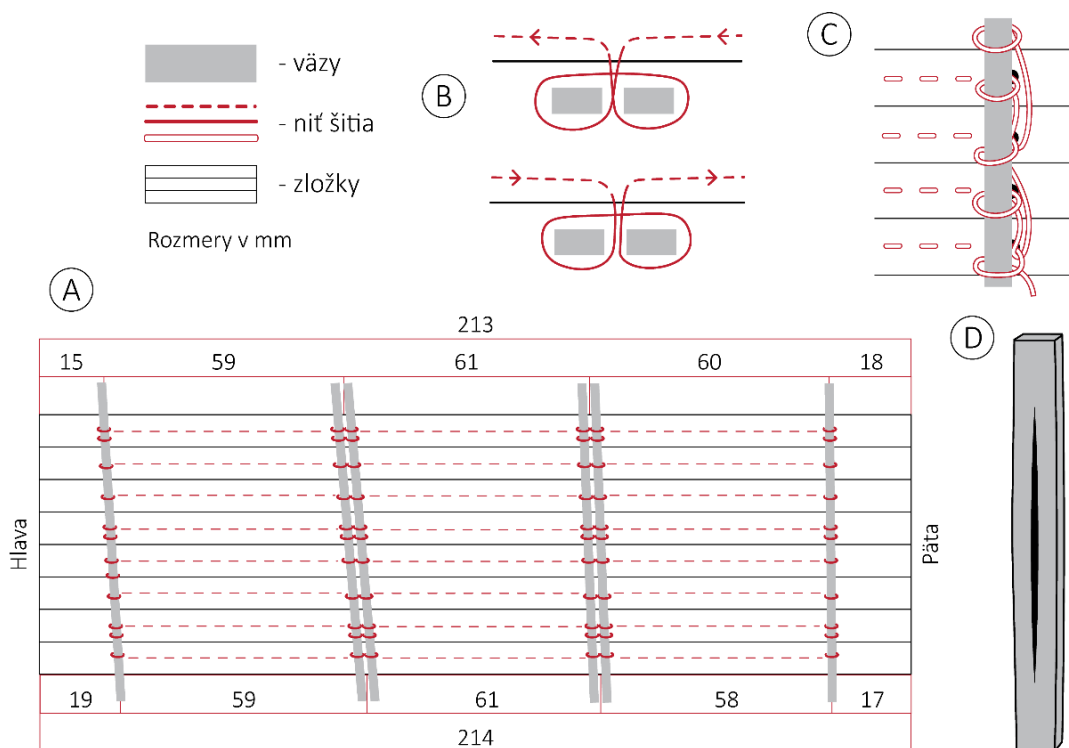 - väzy
- niť šitia
- zložky
Rozmery v mm
B
C
A
213
15 59 61 60 18
D
Hlava
Päta
19 59 61 58 17
214